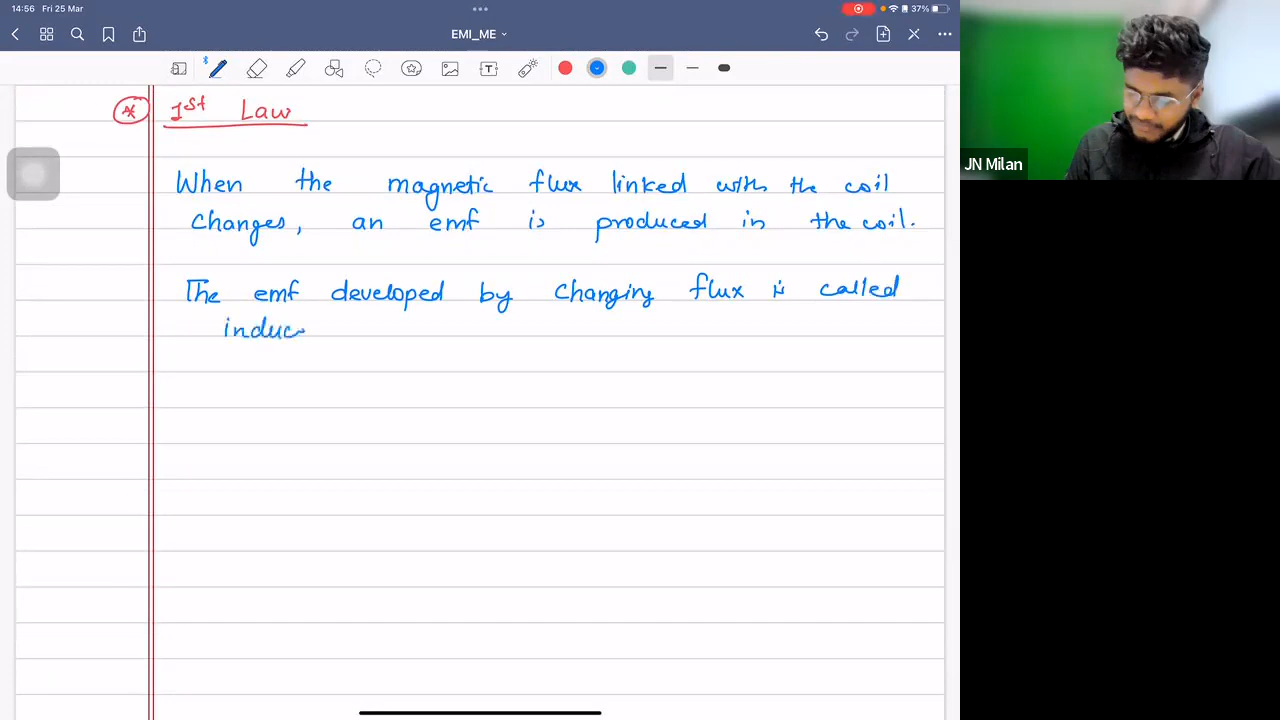 14:56 Fri 25 Mar
37%
EMI_ME
1st Law
When the magnetic flux linked with the coil
changes, an emf is produced in the coil.
The emf developed by changing flux is called
induc
JN Milan